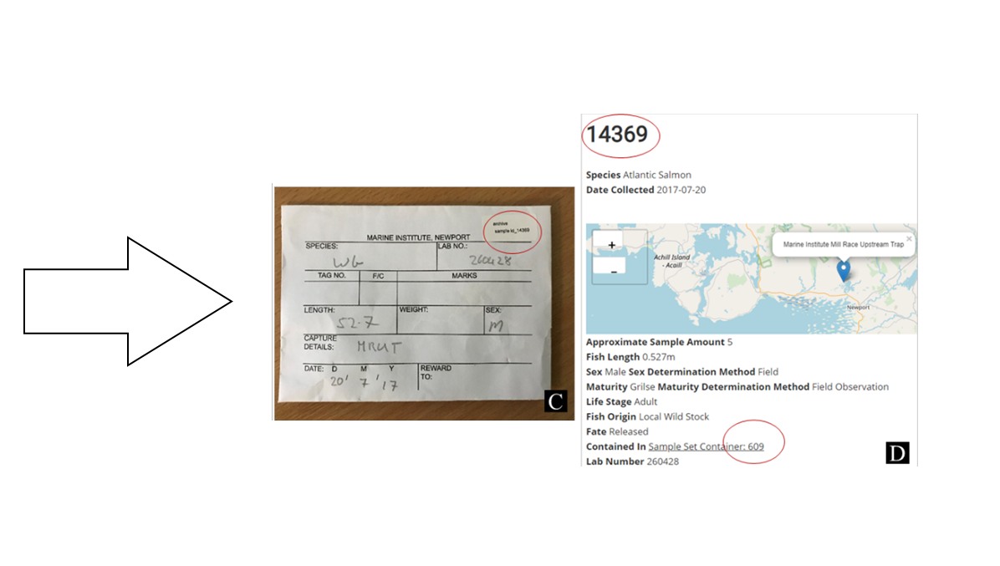 archive
sample id_14369
MARINE INSTITUTE, NEWPORT
SPECIES: LAB NO.:
WG 260428
TAG NO. F/C MARKS
LENGTH: WEIGHT: SEX:
52.7 M
CAPTURE
DETAILS: MRUT
DATE: D M Y REWARD
20' 7 '17 TO:
C
14369
Species Atlantic Salmon
Date Collected 2017-07-20
+
-
Achill Island
- Acaill
Marine Institute Mill Race Upstream Trap ×
Newport
Approximate Sample Amount 5
Fish Length 0.527m
Sex Male Sex Determination Method Field
Maturity Grilse Maturity Determination Method Field Observation
Life Stage Adult
Fish Origin Local Wild Stock
Fate Released
Contained In Sample Set Container: 609
Lab Number 260428
D